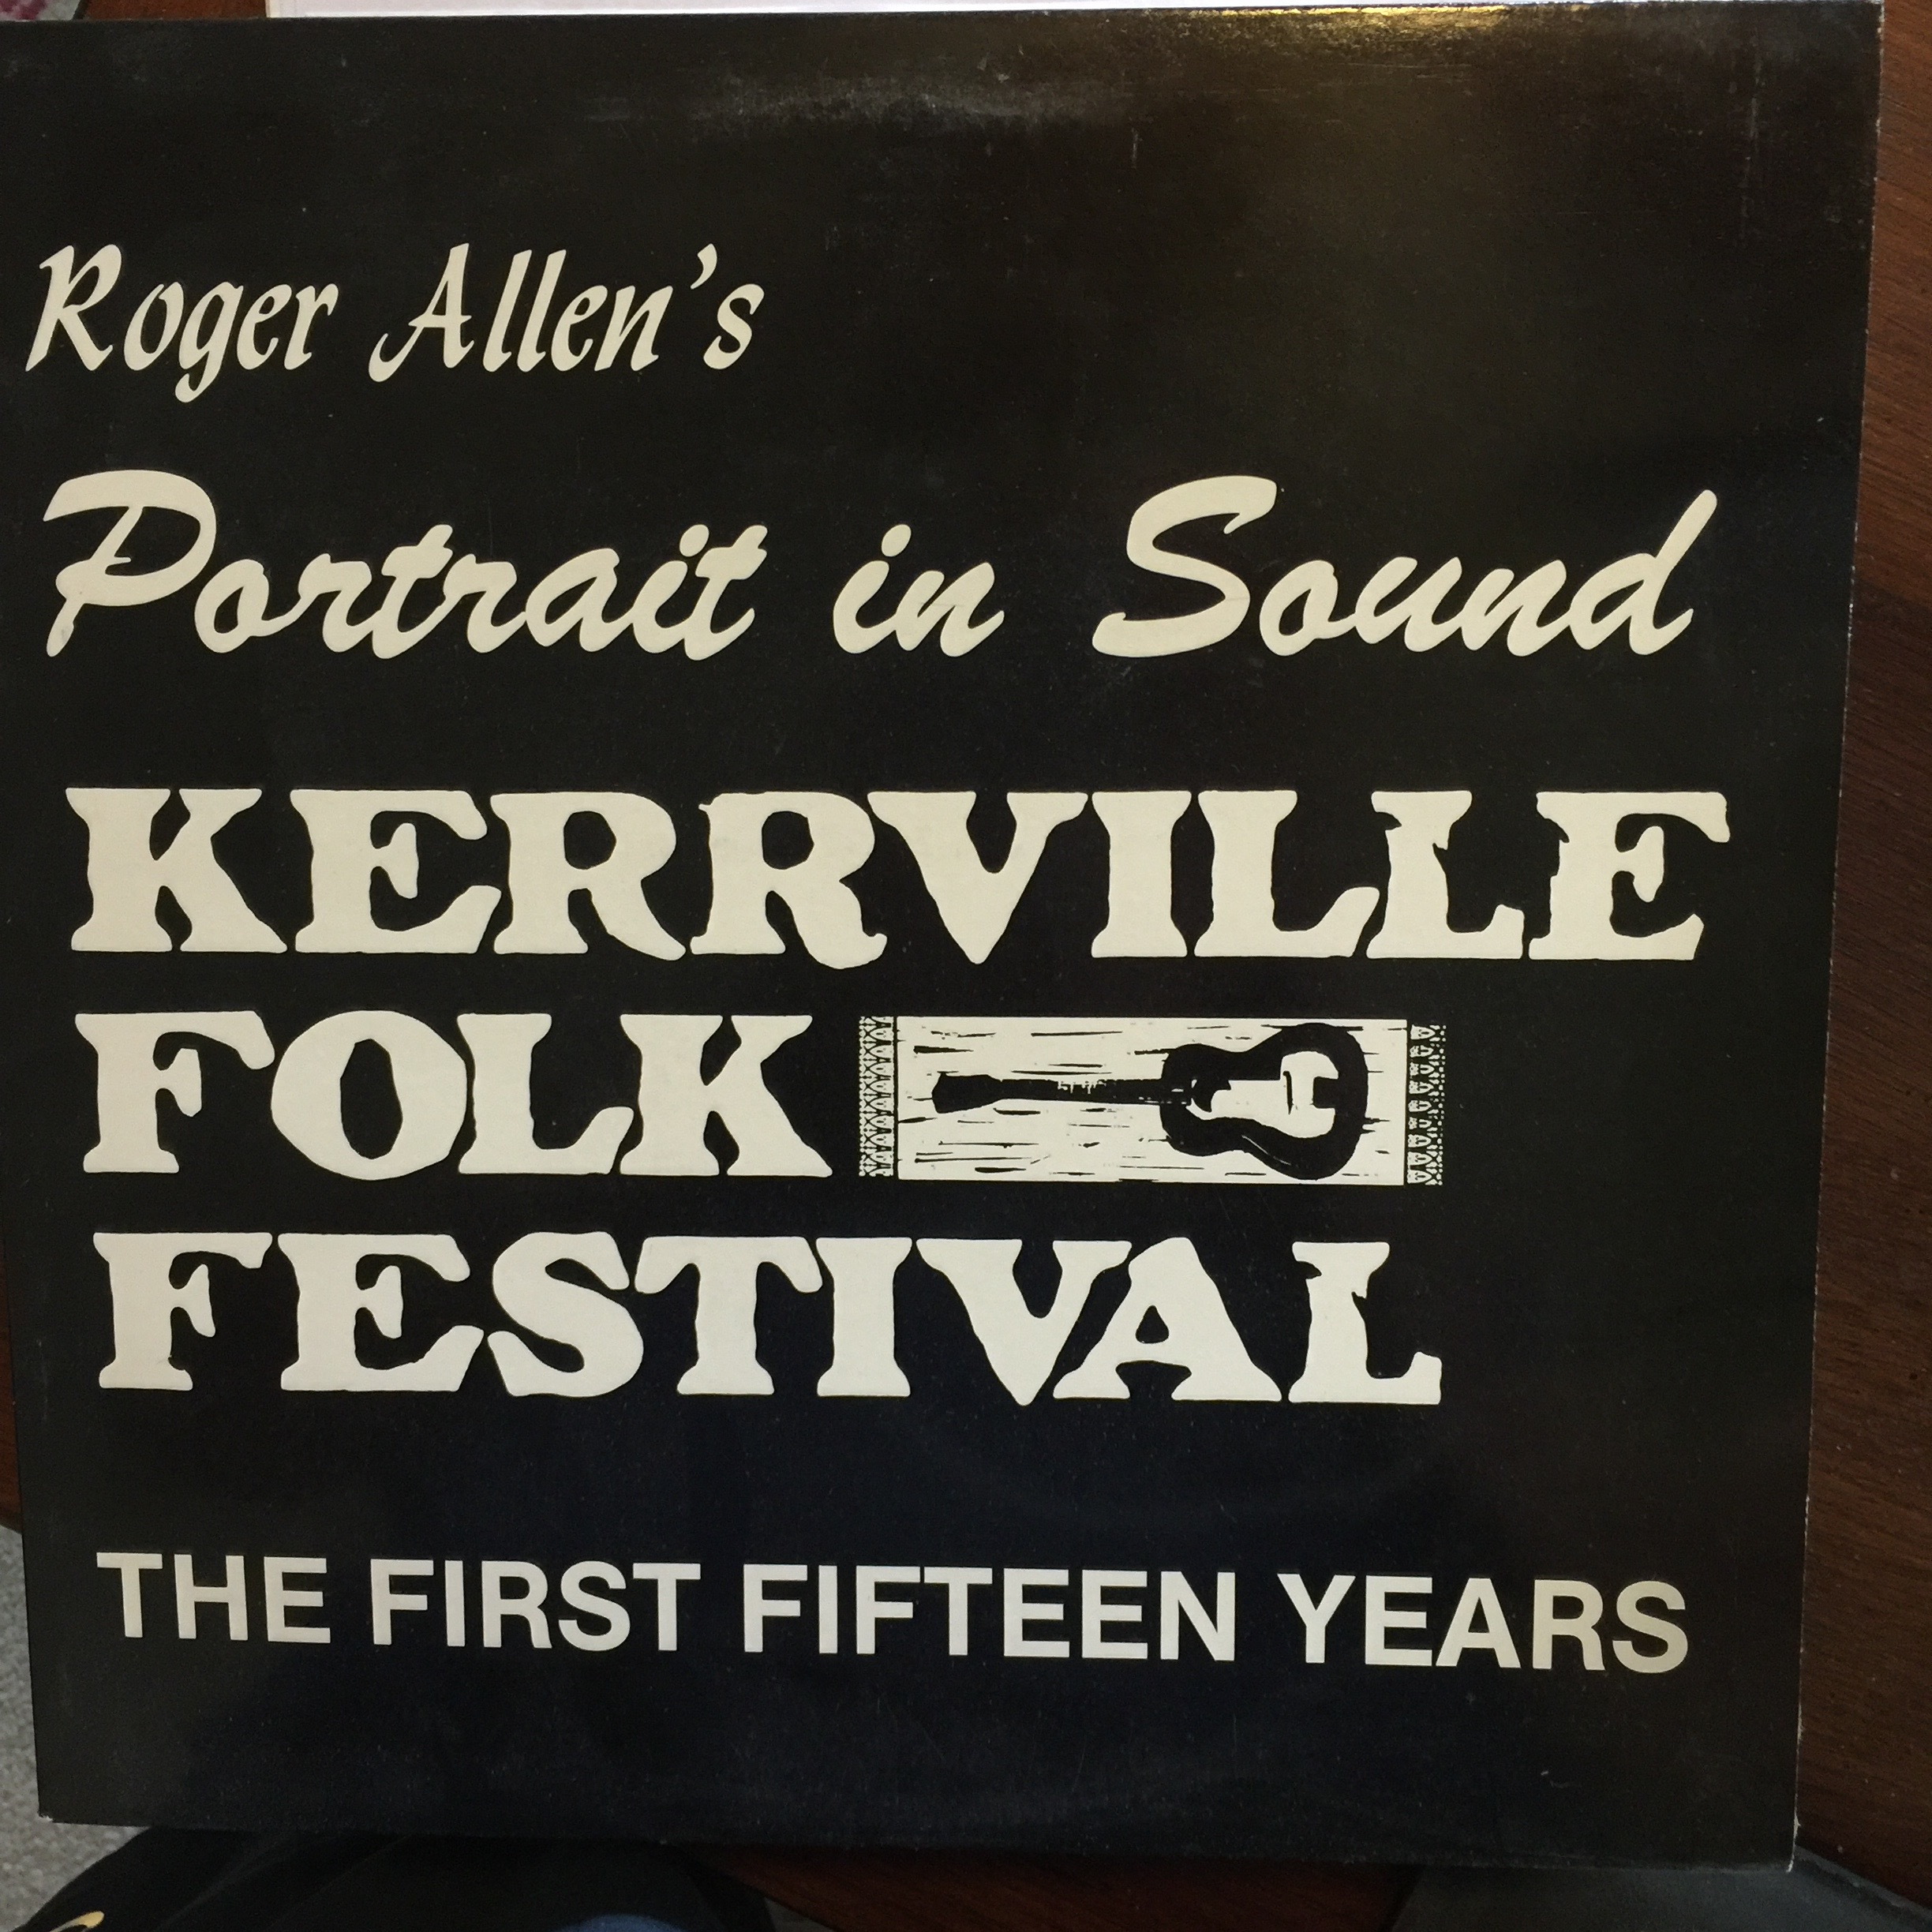 Roger Allen's
Portrait in Sound
KERRVILLE
FOLK
FESTIVAL
THE FIRST FIFTEEN YEARS